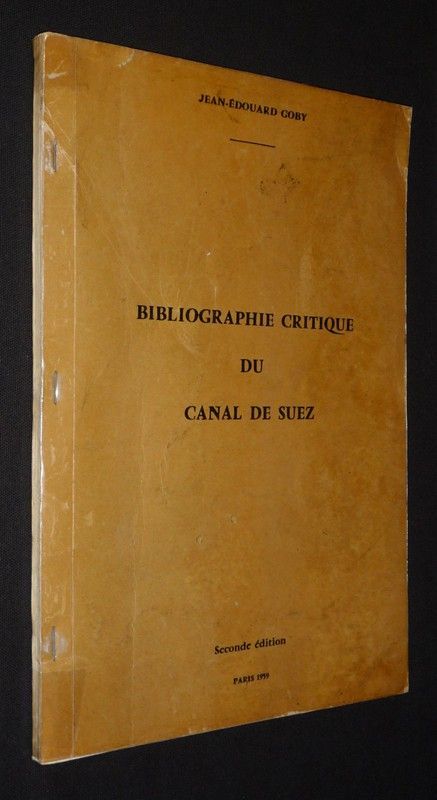 JEAN-ÉDOUARD GOBY
BIBLIOGRAPHIE CRITIQUE
DU
CANAL DE SUEZ
Seconde édition
PARIS 1959